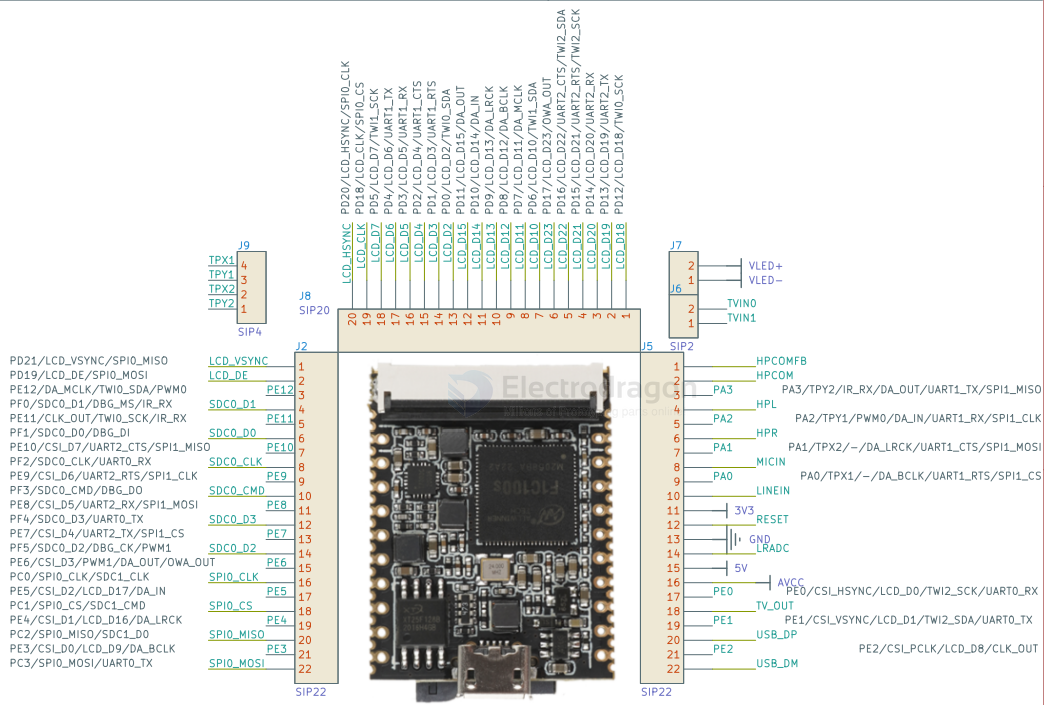 PD20/LCD_HSYNC/SPI0_CLK
PD18/LCD_CLK/SPI0_CS
PD5/LCD_D7/TWI1_SCK
PD4/LCD_D6/UART1_TX
PD3/LCD_D5/UART1_RX
PD2/LCD_D4/UART1_CTS
PD1/LCD_D3/UART1_RTS
PD0/LCD_D2/TWI0_SDA
PD11/LCD_D15/DA_OUT
PD10/LCD_D14/DA_IN
PD9/LCD_D13/DA_LRCK
PD8/LCD_D12/DA_BCLK
PD7/LCD_D11/DA_MCLK
PD6/LCD_D10/TWI1_SDA
PD17/LCD_D23/OWA_OUT
PD16/LCD_D22/UART2_CTS/TWI2_SDA
PD15/LCD_D21/UART2_RTS/TWI2_SCK
PD14/LCD_D20/UART2_RX
PD13/LCD_D19/UART2_TX
PD12/LCD_D18/TWI0_SCK
LCD_HSYNC
LCD_CLK
LCD_D7
LCD_D6
LCD_D5
LCD_D4
LCD_D3
LCD_D2
LCD_D15
LCD_D14
LCD_D13
LCD_D12
LCD_D11
LCD_D10
LCD_D23
LCD_D22
LCD_D21
LCD_D20
LCD_D19
LCD_D18
J9
TPX1 4
TPY1 3
TPX2 2
TPY2 1
SIP4
J8
SIP20
20 19 18 17 16 15 14 13 12 11 10 9 8 7 6 5 4 3 2 1
J7
2 VLED+
1 VLED-
J6
2 TVIN0
1 TVIN1
SIP2
J2
PD21/LCD_VSYNC/SPI0_MISO LCD_VSYNC 1
PD19/LCD_DE/SPI0_MOSI LCD_DE 2
PE12/DA_MCLK/TWI0_SDA/PWM0 PE12 3
PF0/SDC0_D1/DBG_MS/IR_RX SDC0_D1 4
PE11/CLK_OUT/TWI0_SCK/IR_RX PE11 5
PF1/SDC0_D0/DBG_DI SDC0_D0 6
PE10/CSI_D7/UART2_CTS/SPI1_MISO PE10 7
PF2/SDC0_CLK/UART0_RX SDC0_CLK 8
PE9/CSI_D6/UART2_RTS/SPI1_CLK PE9 9
PF3/SDC0_CMD/DBG_DO SDC0_CMD 10
PE8/CSI_D5/UART2_RX/SPI1_MOSI PE8 11
PF4/SDC0_D3/UART0_TX SDC0_D3 12
PE7/CSI_D4/UART2_TX/SPI1_CS PE7 13
PF5/SDC0_D2/DBG_CK/PWM1 SDC0_D2 14
PE6/CSI_D3/PWM1/DA_OUT/OWA_OUT PE6 15
PC0/SPI0_CLK/SDC1_CLK SPI0_CLK 16
PE5/CSI_D2/LCD_D17/DA_IN PE5 17
PC1/SPI0_CS/SDC1_CMD SPI0_CS 18
PE4/CSI_D1/LCD_D16/DA_LRCK PE4 19
PC2/SPI0_MISO/SDC1_D0 SPI0_MISO 20
PE3/CSI_D0/LCD_D9/DA_BCLK PE3 21
PC3/SPI0_MOSI/UART0_TX SPI0_MOSI 22
SIP22
Electrodragon
parts online
F1C100s
J5
1 HPCOMFB
2 HPCOM
3 PA3 PA3/TPY2/IR_RX/DA_OUT/UART1_TX/SPI1_MISO
4 HPL
5 PA2 PA2/TPY1/PWM0/DA_IN/UART1_RX/SPI1_CLK
6 HPR
7 PA1 PA1/TPX2/-/DA_LRCK/UART1_CTS/SPI1_MOSI
8 MICIN
9 PA0 PA0/TPX1/-/DA_BCLK/UART1_RTS/SPI1_CS
10 LINEIN
11 3V3
12 RESET
13 GND
14 LRADC
15 5V
16 AVCC
17 PE0 PE0/CSI_HSYNC/LCD_D0/TWI2_SCK/UART0_RX
18 TV_OUT
19 PE1 PE1/CSI_VSYNC/LCD_D1/TWI2_SDA/UART0_TX
20 USB_DP
21 PE2 PE2/CSI_PCLK/LCD_D8/CLK_OUT
22 USB_DM
SIP22